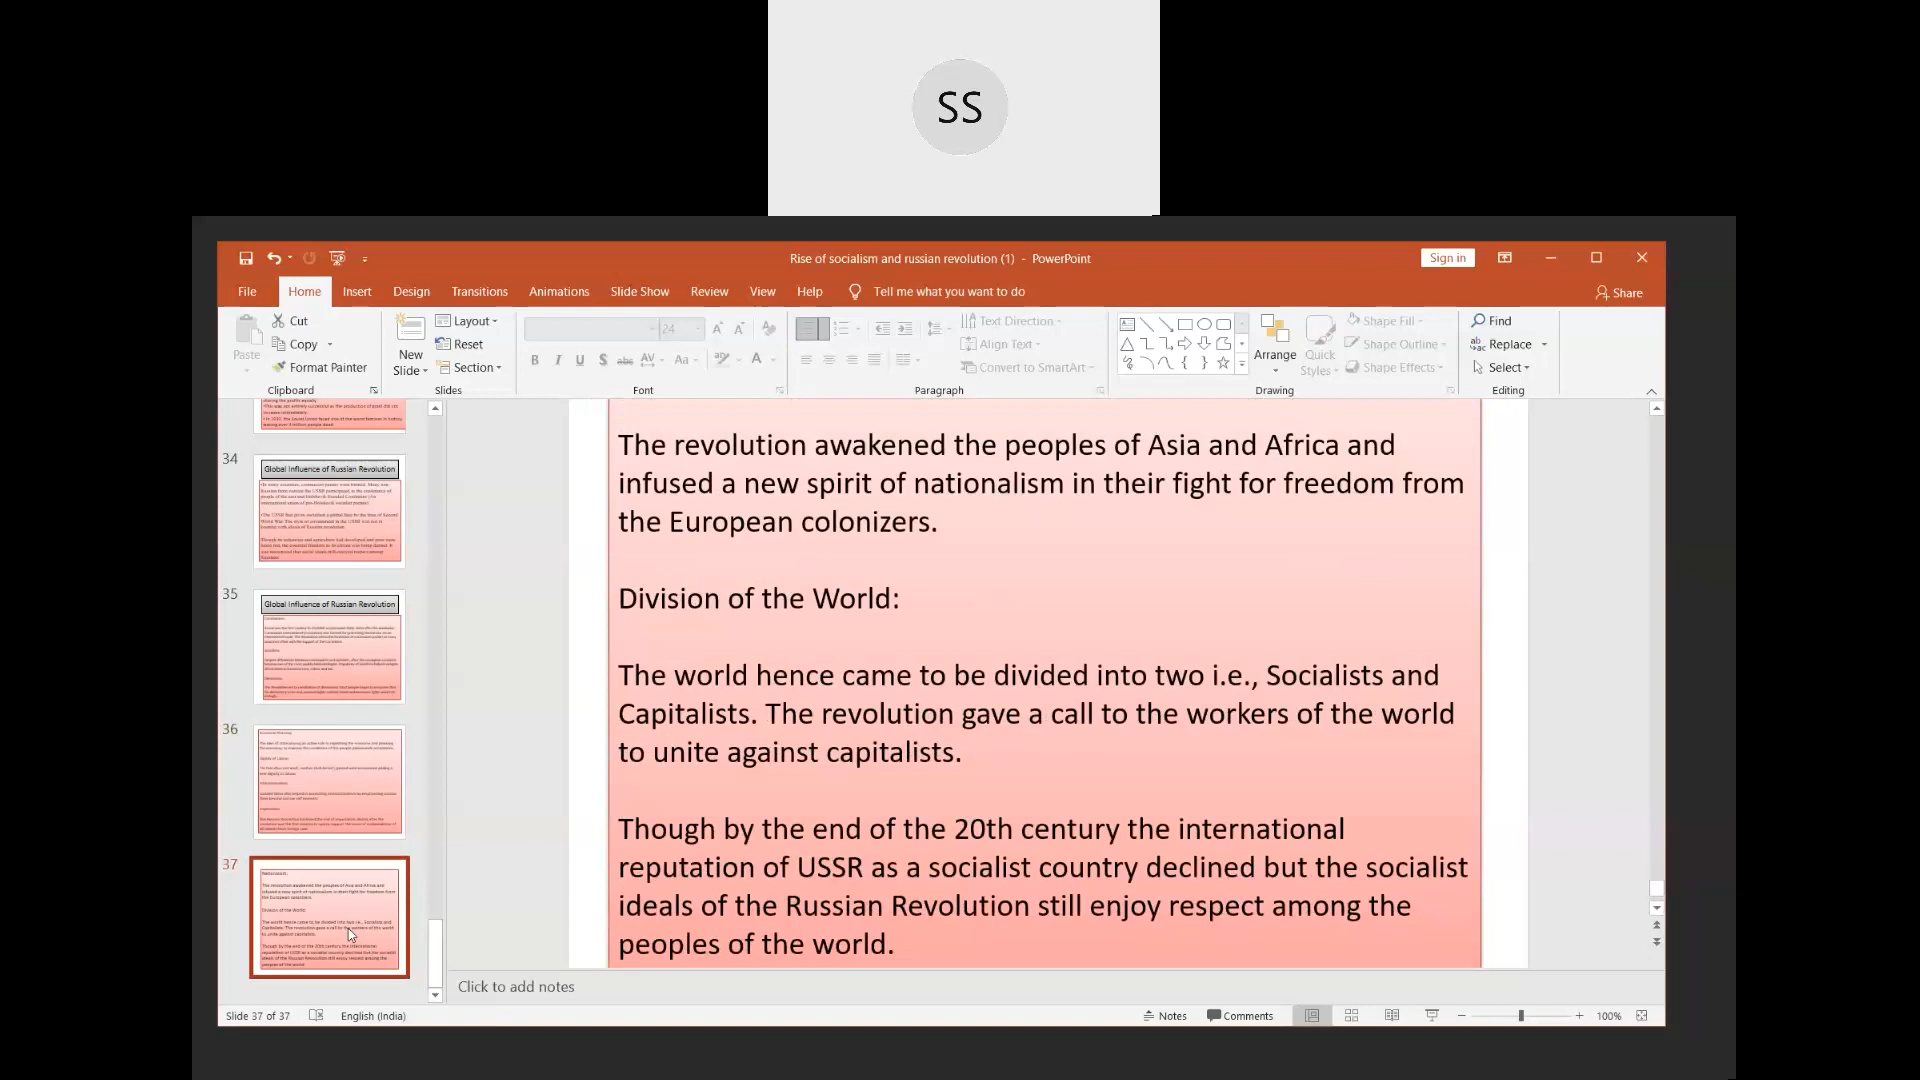 SS
Rise of socialism and russian revolution (1) - PowerPoint
Sign in
File Home Insert Design Transitions Animations Slide Show Review View Help Tell me what you want to do
Share
Paste
Cut
Copy
Format Painter
Clipboard
New
Slide
Layout
Reset
Section
Slides
24
Font
Text Direction
Align Text
Convert to SmartArt
Paragraph
Arrange
Quick
Styles
Shape Fill
Shape Outline
Shape Effects
Drawing
Find
Replace
Select
Editing
34
Global Influence of Russian Revolution
35
Global Influence of Russian Revolution
36
37
The revolution awakened the peoples of Asia and Africa and
infused a new spirit of nationalism in their fight for freedom from
the European colonizers.
Division of the World:
The world hence came to be divided into two i.e., Socialists and
Capitalists. The revolution gave a call to the workers of the world
to unite against capitalists.
Though by the end of the 20th century the international
reputation of USSR as a socialist country declined but the socialist
ideals of the Russian Revolution still enjoy respect among the
peoples of the world.
Click to add notes
Slide 37 of 37 English (India)
Notes Comments 100%